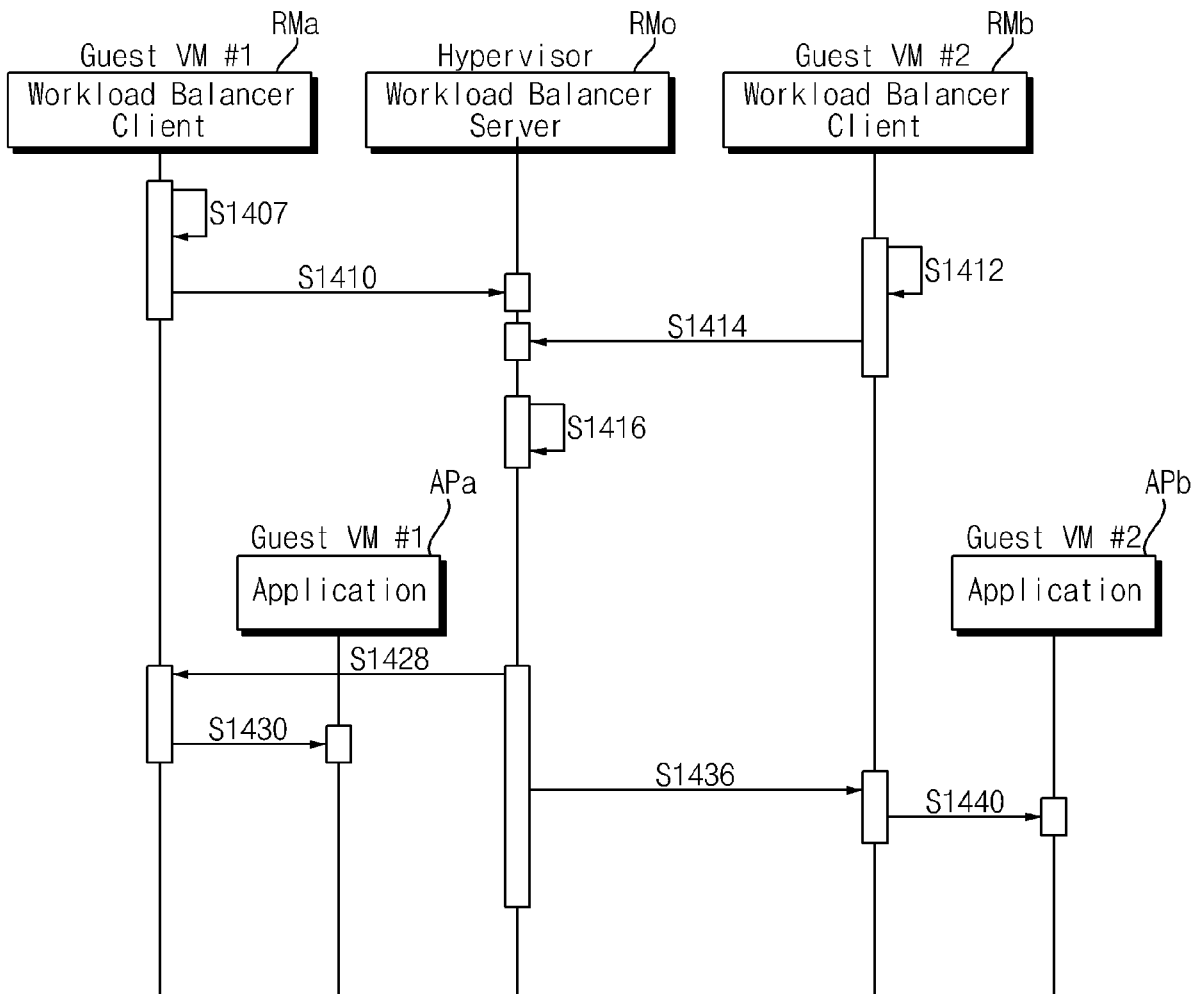 RMa
RMo
RMb
Guest VM #1
Hypervisor
Guest VM #2
Workload Balancer
Client
Workload Balancer
Server
Workload Balancer
Client
S1407
S1410
S1412
S1414
S1416
APa
APb
Guest VM #1
Guest VM #2
Application
Application
S1428
S1430
S1436
S1440